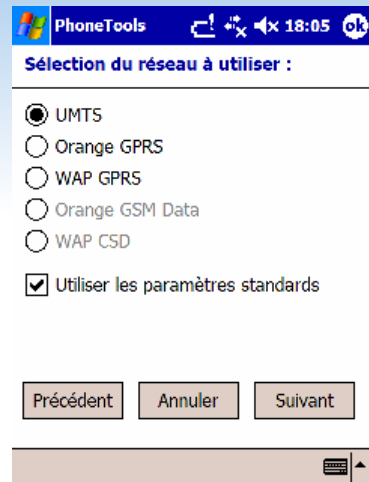 PhoneTools 18:05 ok
Sélection du réseau à utiliser :
UMTS
Orange GPRS
WAP GPRS
Orange GSM Data
WAP CSD
Utiliser les paramètres standards
Précédent Annuler Suivant